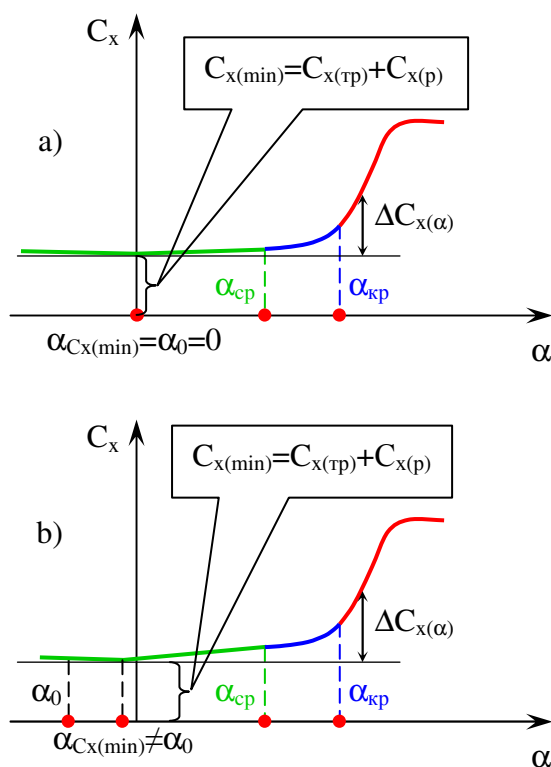 Cₓ
Cₓ₍min₎=Cₓ₍тр₎+Cₓ₍р₎
a)
ΔCₓ₍α₎
αср
αкр
αCx(min)=α₀=0
α
Cₓ
Cₓ₍min₎=Cₓ₍тр₎+Cₓ₍р₎
b)
ΔCₓ₍α₎
α₀
αср
αкр
αCx(min)≠α₀
α